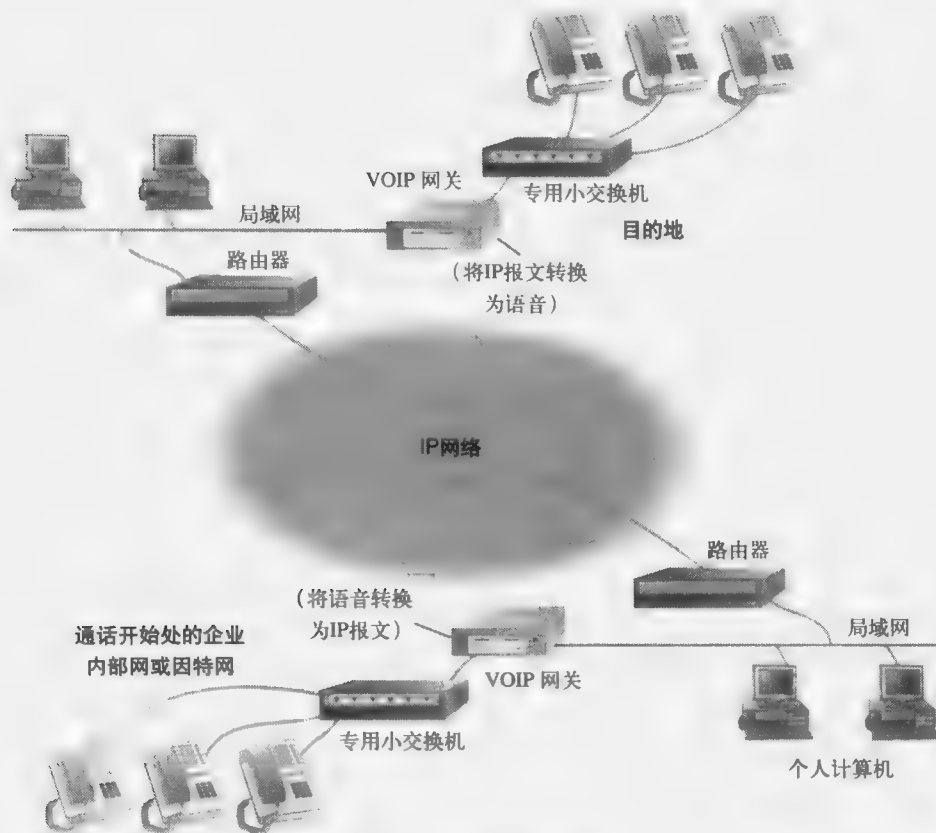 VOIP 网关
专用小交换机
局域网
目的地
路由器
（将IP报文转换
为语音）
IP网络
路由器
（将语音转换
为IP报文）
通话开始处的企业
内部网或因特网
局域网
VOIP 网关
专用小交换机
个人计算机